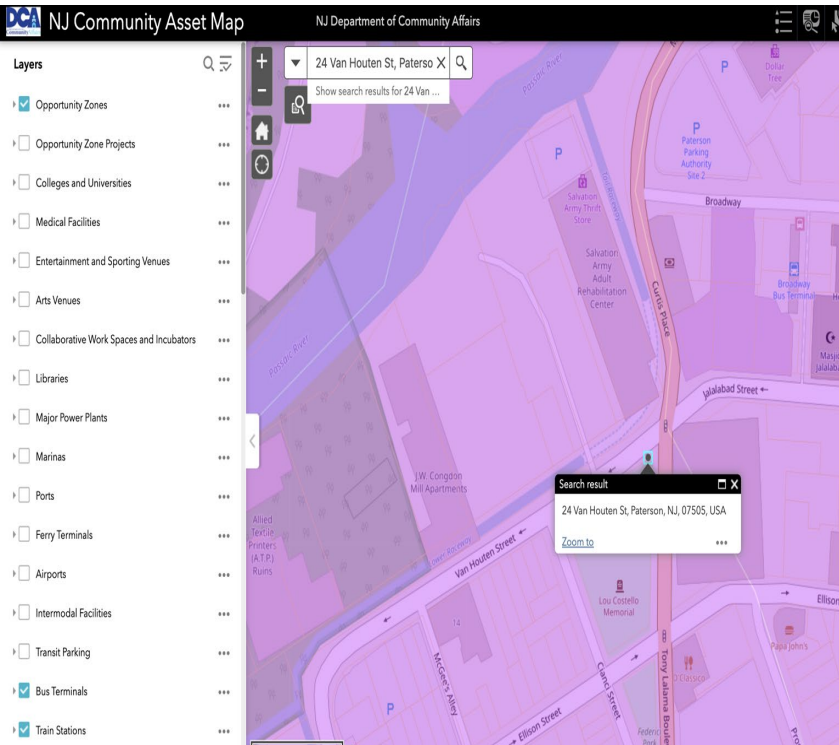 DCA
NJ Community Asset Map
NJ Department of Community Affairs
Layers
Opportunity Zones
Opportunity Zone Projects
Colleges and Universities
Medical Facilities
Entertainment and Sporting Venues
Arts Venues
Collaborative Work Spaces and Incubators
Libraries
Major Power Plants
Marinas
Ports
Ferry Terminals
Airports
Intermodal Facilities
Transit Parking
Bus Terminals
Train Stations
24 Van Houten St, Paterso
Show search results for 24 Van ...
Passaic River
P
Dollar
Tree
P
Paterson
Parking
Authority
Site 2
P
Salvation
Army Thrift
Store
Broadway
Salvation
Army
Adult
Rehabilitation
Center
Curtis Place
Broadway
Bus Terminal
Passaic River
Jalalabad Street
J.W. Congdon
Mill Apartments
Search result
24 Van Houten St, Paterson, NJ, 07505, USA
Zoom to
Allied
Textile
Printers
(A.T.P.)
Ruins
Van Houten Street
Lou Costello
Memorial
Ellison
14
Papa John's
McGee's Alley
Cianci Street
P
Ellison Street